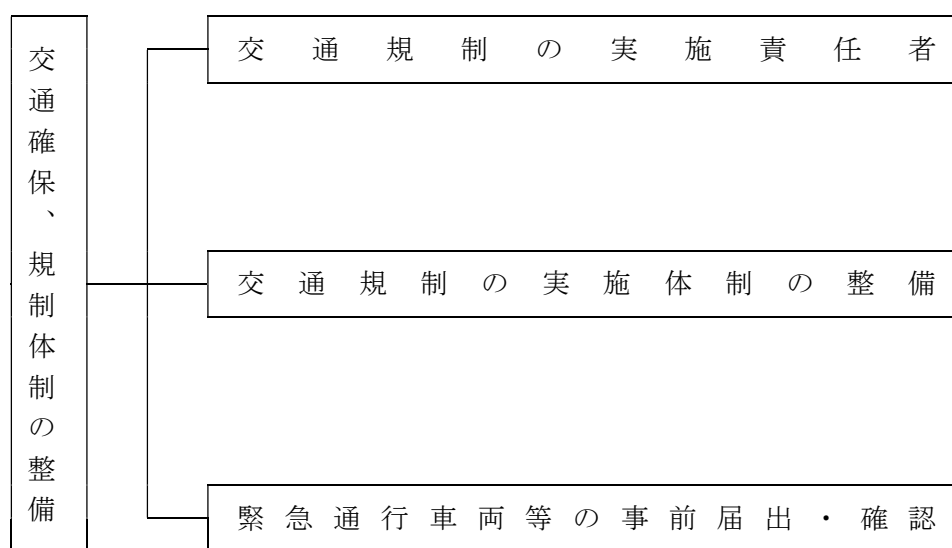 交通確保、規制体制の整備
交通規制の実施責任者
交通規制の実施体制の整備
緊急通行車両等の事前届出・確認